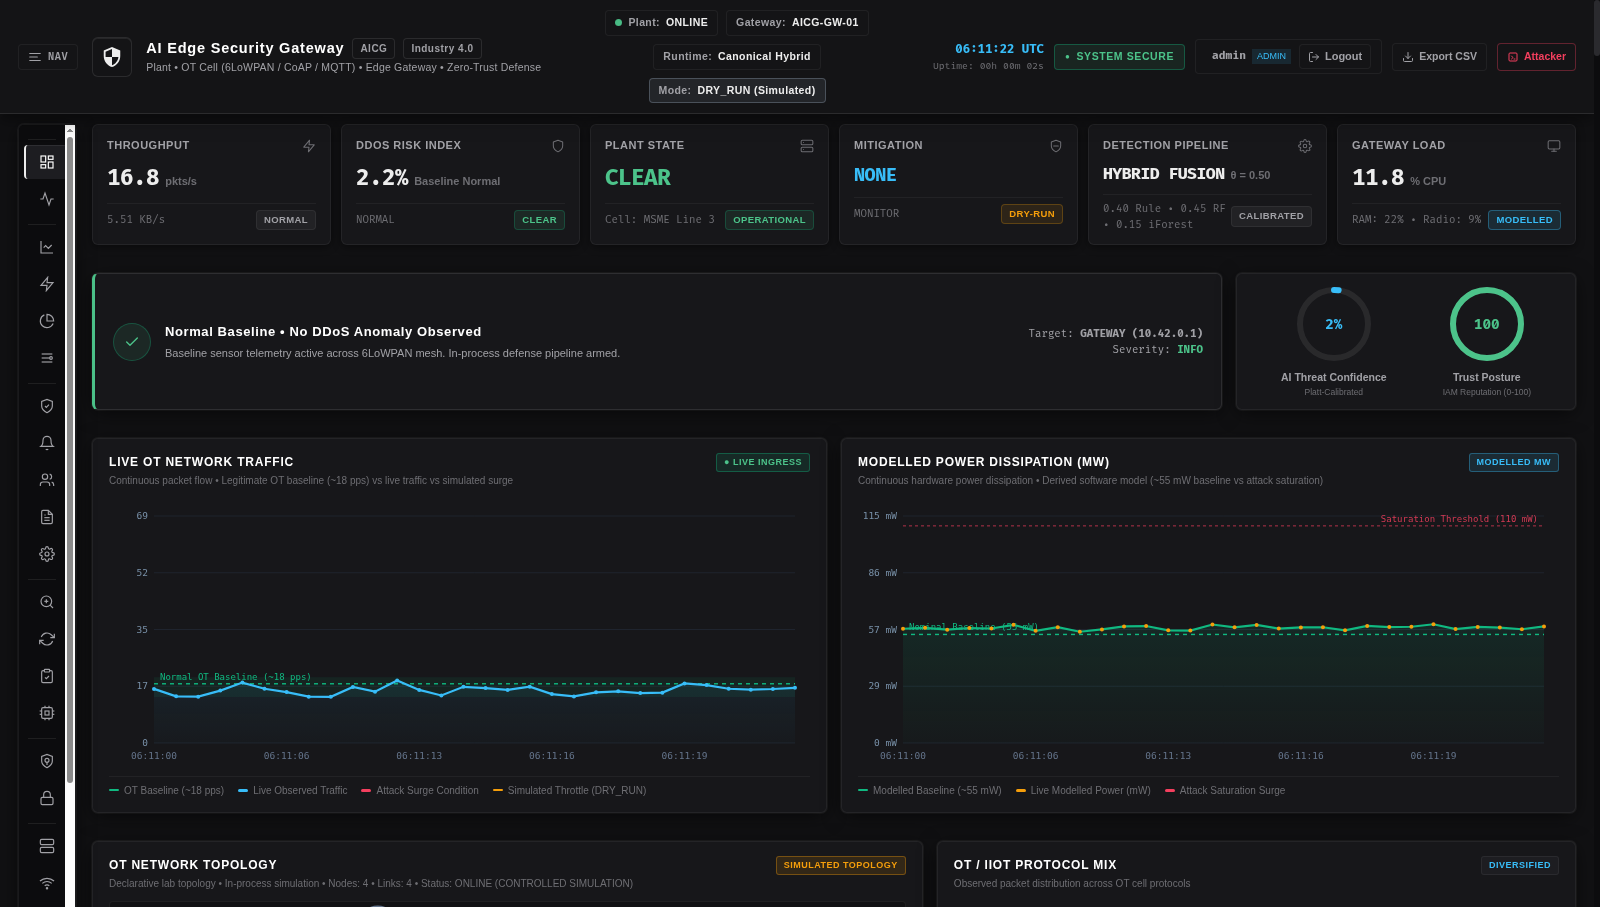 NAV
AI Edge Security Gateway AICG Industry 4.0
Plant • OT Cell (6LoWPAN / CoAP / MQTT) • Edge Gateway • Zero-Trust Defense
Plant: ONLINE Gateway: AICG-GW-01
Runtime: Canonical Hybrid
Mode: DRY_RUN (Simulated)
06:11:22 UTC
Uptime: 00h 00m 02s
• SYSTEM SECURE
admin ADMIN Logout
Export CSV
Attacker
THROUGHPUT
16.8 pkts/s
5.51 KB/s NORMAL
DDOS RISK INDEX
2.2% Baseline Normal
NORMAL CLEAR
PLANT STATE
CLEAR
Cell: MSME Line 3 OPERATIONAL
MITIGATION
NONE
MONITOR DRY-RUN
DETECTION PIPELINE
HYBRID FUSION θ = 0.50
0.40 Rule • 0.45 RF
• 0.15 iForest
CALIBRATED
GATEWAY LOAD
11.8 % CPU
RAM: 22% • Radio: 9% MODELLED
Normal Baseline • No DDoS Anomaly Observed
Baseline sensor telemetry active across 6LoWPAN mesh. In-process defense pipeline armed.
Target: GATEWAY (10.42.0.1)
Severity: INFO
2%
AI Threat Confidence
Platt-Calibrated
100
Trust Posture
IAM Reputation (0-100)
LIVE OT NETWORK TRAFFIC
• LIVE INGRESS
Continuous packet flow • Legitimate OT baseline (~18 pps) vs live traffic vs simulated surge
69
52
35
Normal OT Baseline (~18 pps)
17
0
06:11:00 06:11:06 06:11:13 06:11:16 06:11:19
OT Baseline (~18 pps) Live Observed Traffic Attack Surge Condition Simulated Throttle (DRY_RUN)
MODELLED POWER DISSIPATION (MW)
MODELLED MW
Continuous hardware power dissipation • Derived software model (~55 mW baseline vs attack saturation)
115 mW
Saturation Threshold (110 mW)
86 mW
57 mW
Nominal Baseline (55 mW)
29 mW
0 mW
06:11:00 06:11:06 06:11:13 06:11:16 06:11:19
Modelled Baseline (~55 mW) Live Modelled Power (mW) Attack Saturation Surge
OT NETWORK TOPOLOGY
SIMULATED TOPOLOGY
Declarative lab topology • In-process simulation • Nodes: 4 • Links: 4 • Status: ONLINE (CONTROLLED SIMULATION)
OT / IIOT PROTOCOL MIX
DIVERSIFIED
Observed packet distribution across OT cell protocols